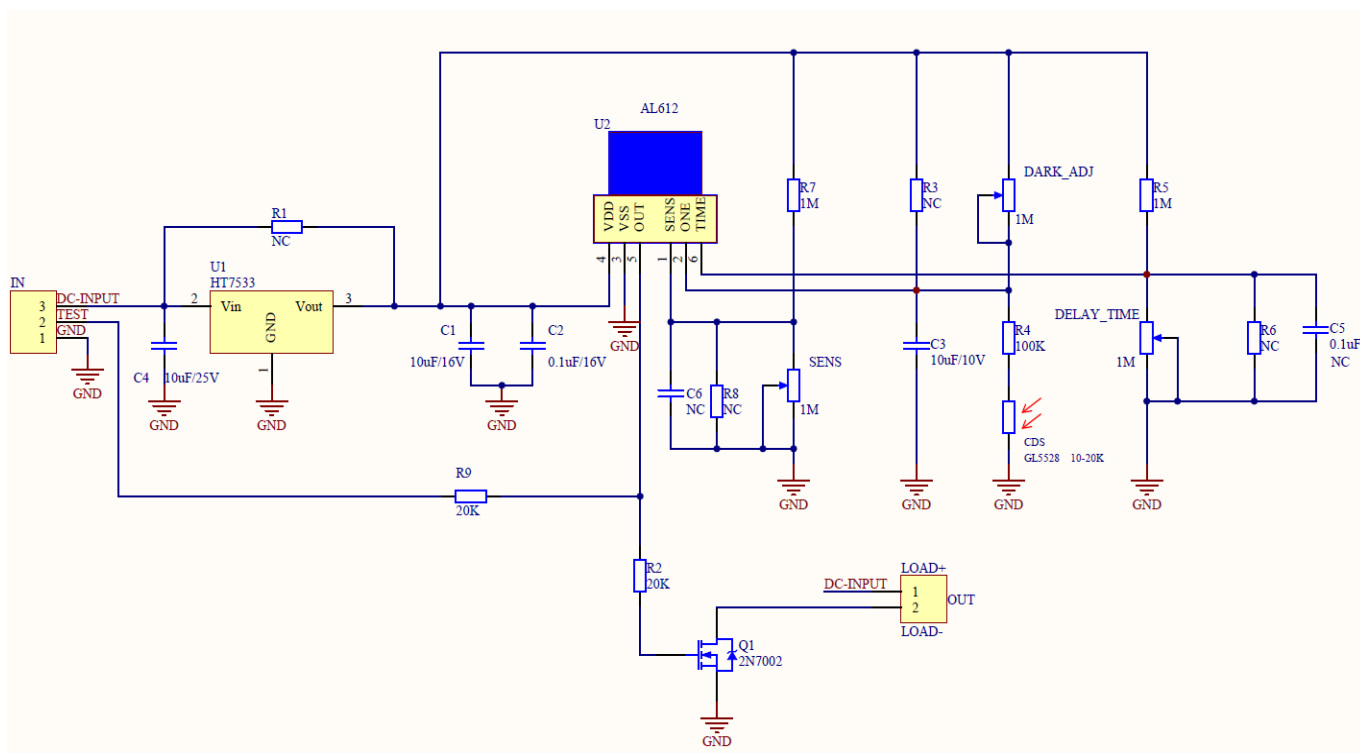 AL612
U2
VDD
VSS
OUT
SENS
ONE
TIME
4
3
5
1
2
6
R7
1M
R3
NC
DARK_ADJ
1M
R5
1M
R1
NC
U1
HT7533
2
Vin
Vout
3
GND
1
IN
3
DC-INPUT
2
TEST
1
GND
GND
C4
10uF/25V
GND
GND
C1
10uF/16V
C2
0.1uF/16V
GND
GND
C6
NC
R8
NC
SENS
1M
GND
C3
10uF/10V
GND
R4
100K
CDS
GL5528 10-20K
GND
DELAY_TIME
1M
GND
R6
NC
C5
0.1uF
NC
R9
20K
R2
20K
Q1
2N7002
GND
LOAD+
DC-INPUT
1
2
OUT
LOAD-